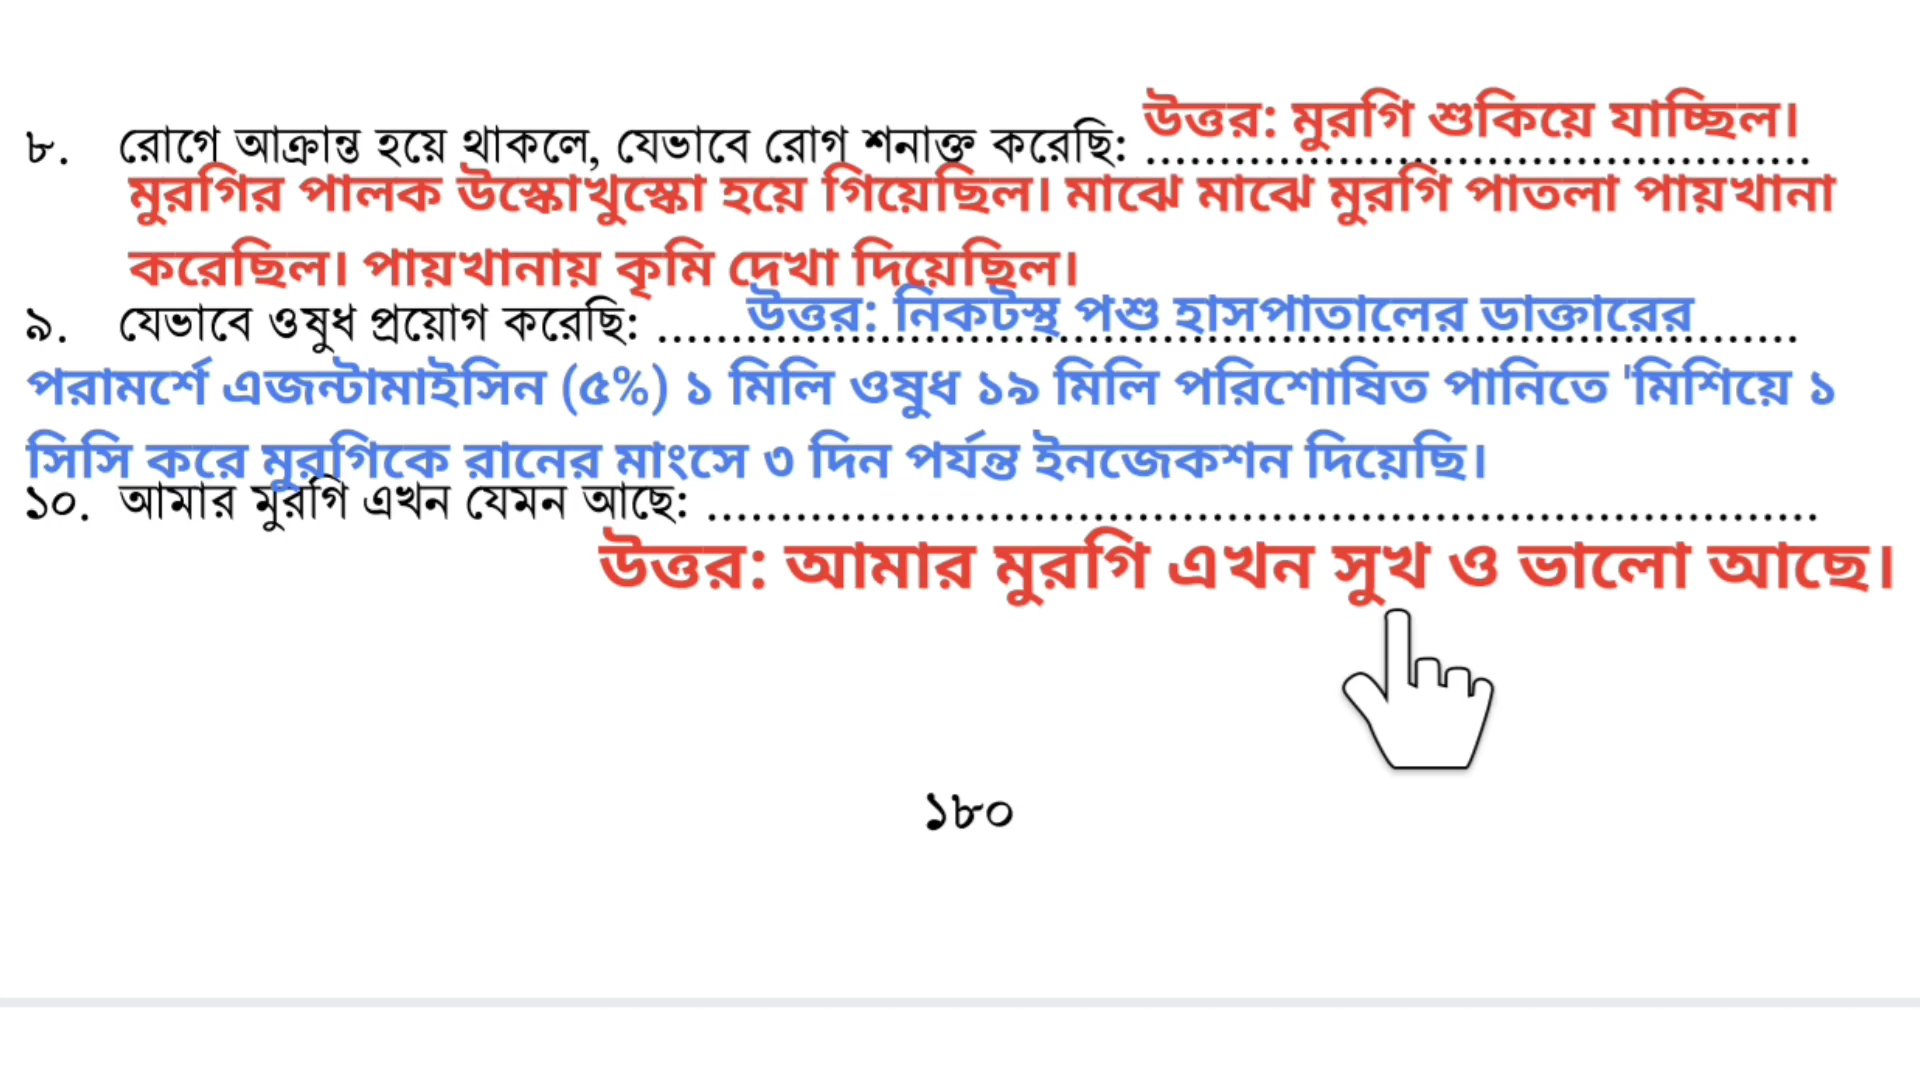 ৮. রোগে আক্রান্ত হয়ে থাকলে, যেভাবে রোগ শনাক্ত করেছি: উত্তর: মুরগি শুকিয়ে যাচ্ছিল।
মুরগির পালক উস্কোখুস্কো হয়ে গিয়েছিল। মাঝে মাঝে মুরগি পাতলা পায়খানা
করেছিল। পায়খানায় কৃমি দেখা দিয়েছিল।
৯. যেভাবে ওষুধ প্রয়োগ করেছি: উত্তর: নিকটস্থ পশু হাসপাতালের ডাক্তারের
পরামর্শে এজন্টামাইসিন (৫%) ১ মিলি ওষুধ ১৯ মিলি পরিশোষিত পানিতে 'মিশিয়ে ১
সিসি করে মুরগিকে রানের মাংসে ৩ দিন পর্যন্ত ইনজেকশন দিয়েছি।
১০. আমার মুরগি এখন যেমন আছে: ........................................................................
উত্তর: আমার মুরগি এখন সুখ ও ভালো আছে।
১৮০